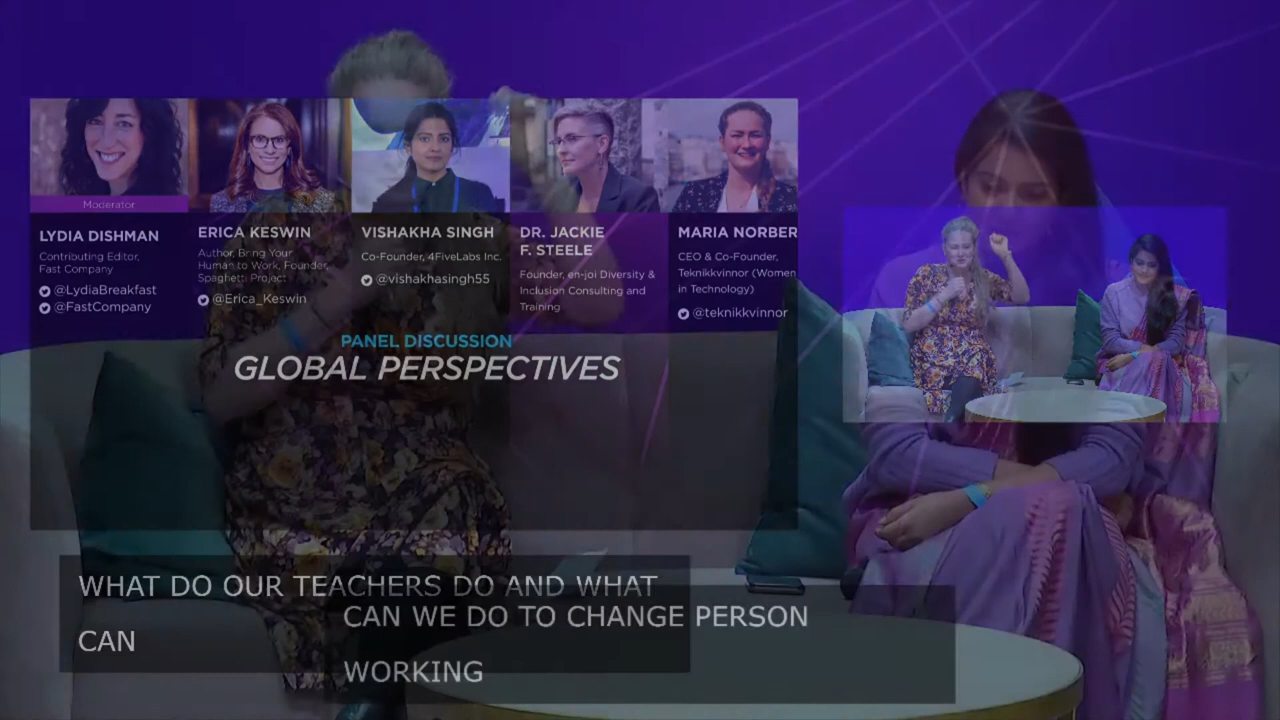 Moderator
LYDIA DISHMAN
Contributing Editor,
Fast Company
@LydiaBreakfast
@FastCompany
ERICA KESWIN
Author, Bring Your
Human to Work, Founder,
Spaghetti Project
@Erica_Keswin
VISHAKHA SINGH
Co-Founder, 4FiveLabs Inc.
@vishakhasingh55
DR. JACKIE
F. STEELE
Founder, en-joi Diversity &
Inclusion Consulting and
Training
MARIA NORBER
CEO & Co-Founder,
Teknikkvinnor (Women
in Technology)
@teknikkvinnor
PANEL DISCUSSION
GLOBAL PERSPECTIVES
WHAT DO OUR TEACHERS DO AND WHAT
CAN
CAN WE DO TO CHANGE PERSON
WORKING